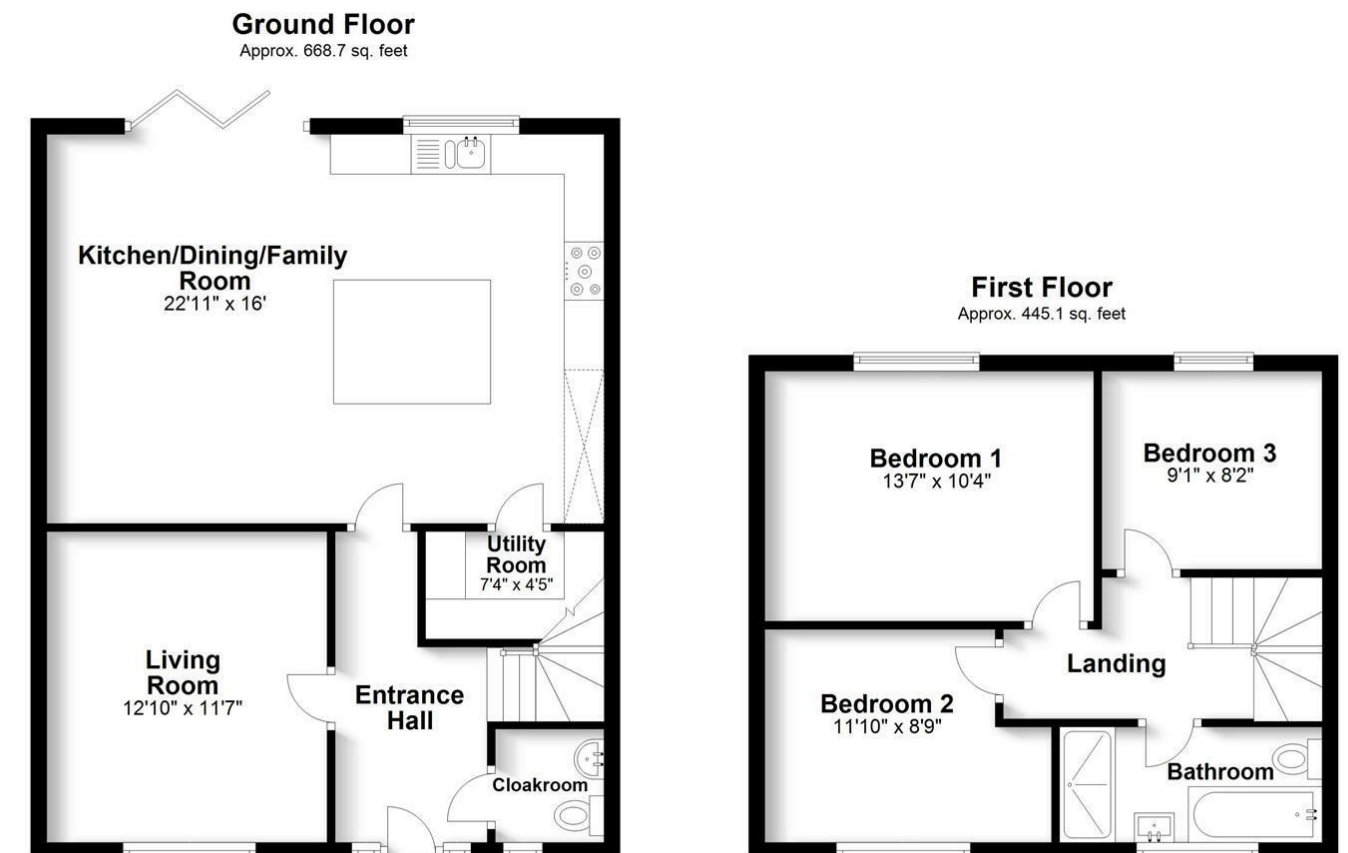 Ground Floor
Approx. 668.7 sq. feet
Kitchen/Dining/Family
Room
22'11" x 16'
Utility
Room
7'4" x 4'5"
Living
Room
12'10" x 11'7"
Entrance
Hall
Cloakroom
First Floor
Approx. 445.1 sq. feet
Bedroom 1
13'7" x 10'4"
Bedroom 3
9'1" x 8'2"
Landing
Bedroom 2
11'10" x 8'9"
Bathroom